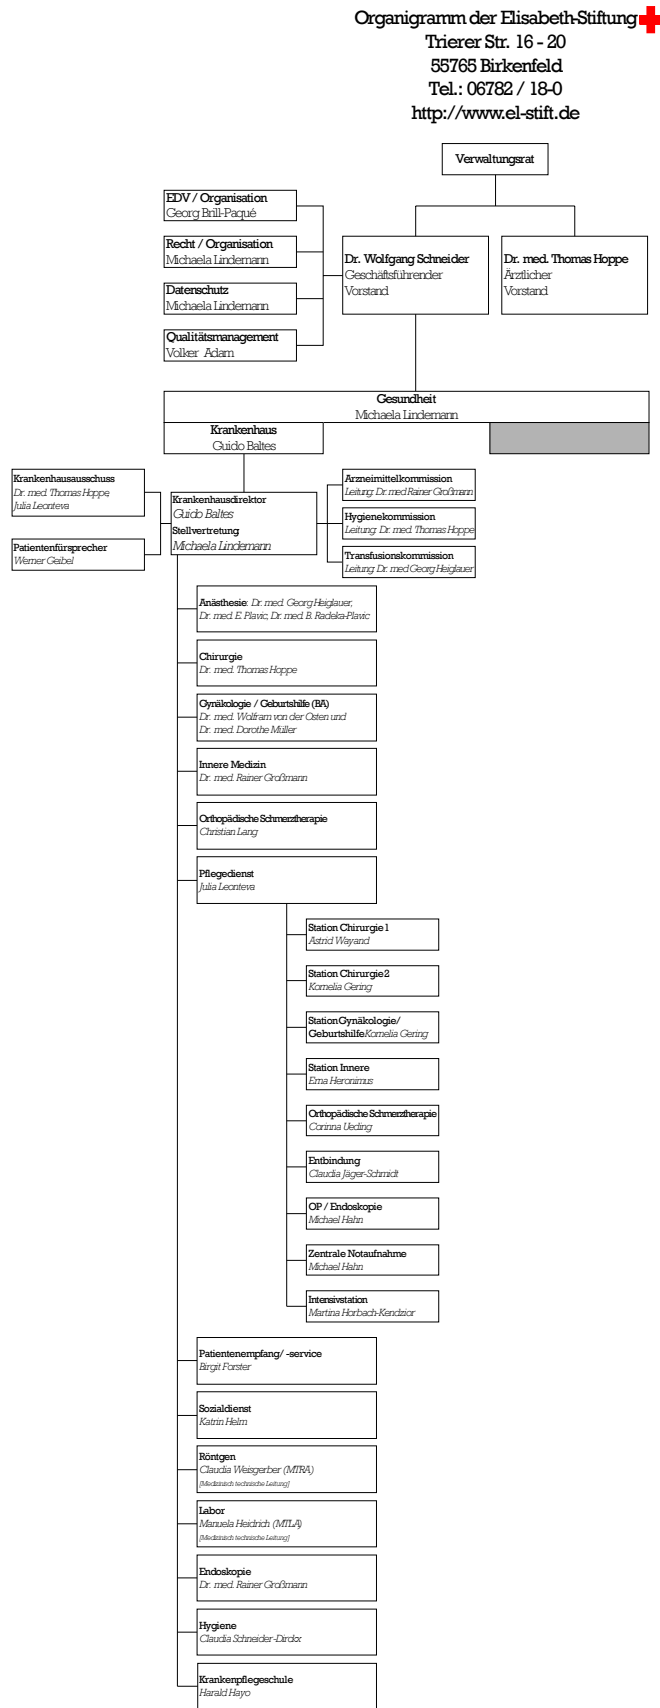 Organigramm der Elisabeth-Stiftung
Trierer Str. 16 - 20
55765 Birkenfeld
Tel.: 06782 / 18-0
http://www.el-stift.de
Verwaltungsrat
EDV / Organisation
Georg Brill-Paqué
Recht / Organisation
Michaela Lindemann
Datenschutz
Michaela Lindemann
Qualitätsmanagement
Volker Adam
Dr. Wolfgang Schneider
Geschäftsführender
Vorstand
Dr. med. Thomas Hoppe
Ärztlicher
Vorstand
Gesundheit
Michaela Lindemann
Krankenhaus
Guido Baltes
Krankenhausausschuss
Dr. med. Thomas Hoppe,
Julia Leonteva
Patientenfürsprecher
Werner Geibel
Krankenhausdirektor
Guido Baltes
Stellvertretung
Michaela Lindemann
Arzneimittelkommission
Leitung: Dr. med Rainer Großmann
Hygienekommission
Leitung: Dr. med. Thomas Hoppe
Transfusionskommission
Leitung: Dr. med Georg Heiglauer
Anästhesie: Dr. med. Georg Heiglauer,
Dr. med. E. Plavic, Dr. med. B. Radeka-Plavic
Chirurgie
Dr. med. Thomas Hoppe
Gynäkologie / Geburtshilfe (BA)
Dr. med. Wolfram von der Osten und
Dr. med. Dorothe Müller
Innere Medizin
Dr. med. Rainer Großmann
Orthopädische Schmerztherapie
Christian Lang
Pflegedienst
Julia Leonteva
Station Chirurgie 1
Astrid Wayand
Station Chirurgie 2
Kornelia Gering
Station Gynäkologie/
Geburtshilfe Kornelia Gering
Station Innere
Erna Heronimus
Orthopädische Schmerztherapie
Corinna Ueding
Entbindung
Claudia Jäger-Schmidt
OP / Endoskopie
Michael Hahn
Zentrale Notaufnahme
Michael Hahn
Intensivstation
Martina Horbach-Kendzior
Patientenempfang/ -service
Birgit Forster
Sozialdienst
Katrin Helm
Röntgen
Claudia Weisgerber (MTRA)
[Medizinisch technische Leitung]
Labor
Manuela Heidrich (MTLA)
[Medizinisch technische Leitung]
Endoskopie
Dr. med. Rainer Großmann
Hygiene
Claudia Schneider-Dirckx
Krankenpflegeschule
Harald Hayo